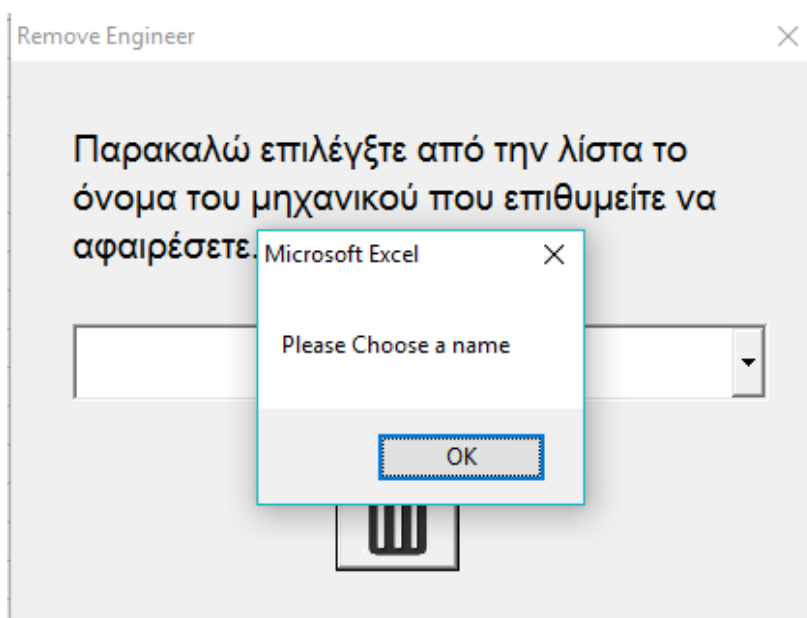 Remove Engineer
Παρακαλώ επιλέγξτε από την λίστα το
όνομα του μηχανικού που επιθυμείτε να
αφαιρέσετε.
Microsoft Excel
Please Choose a name
OK